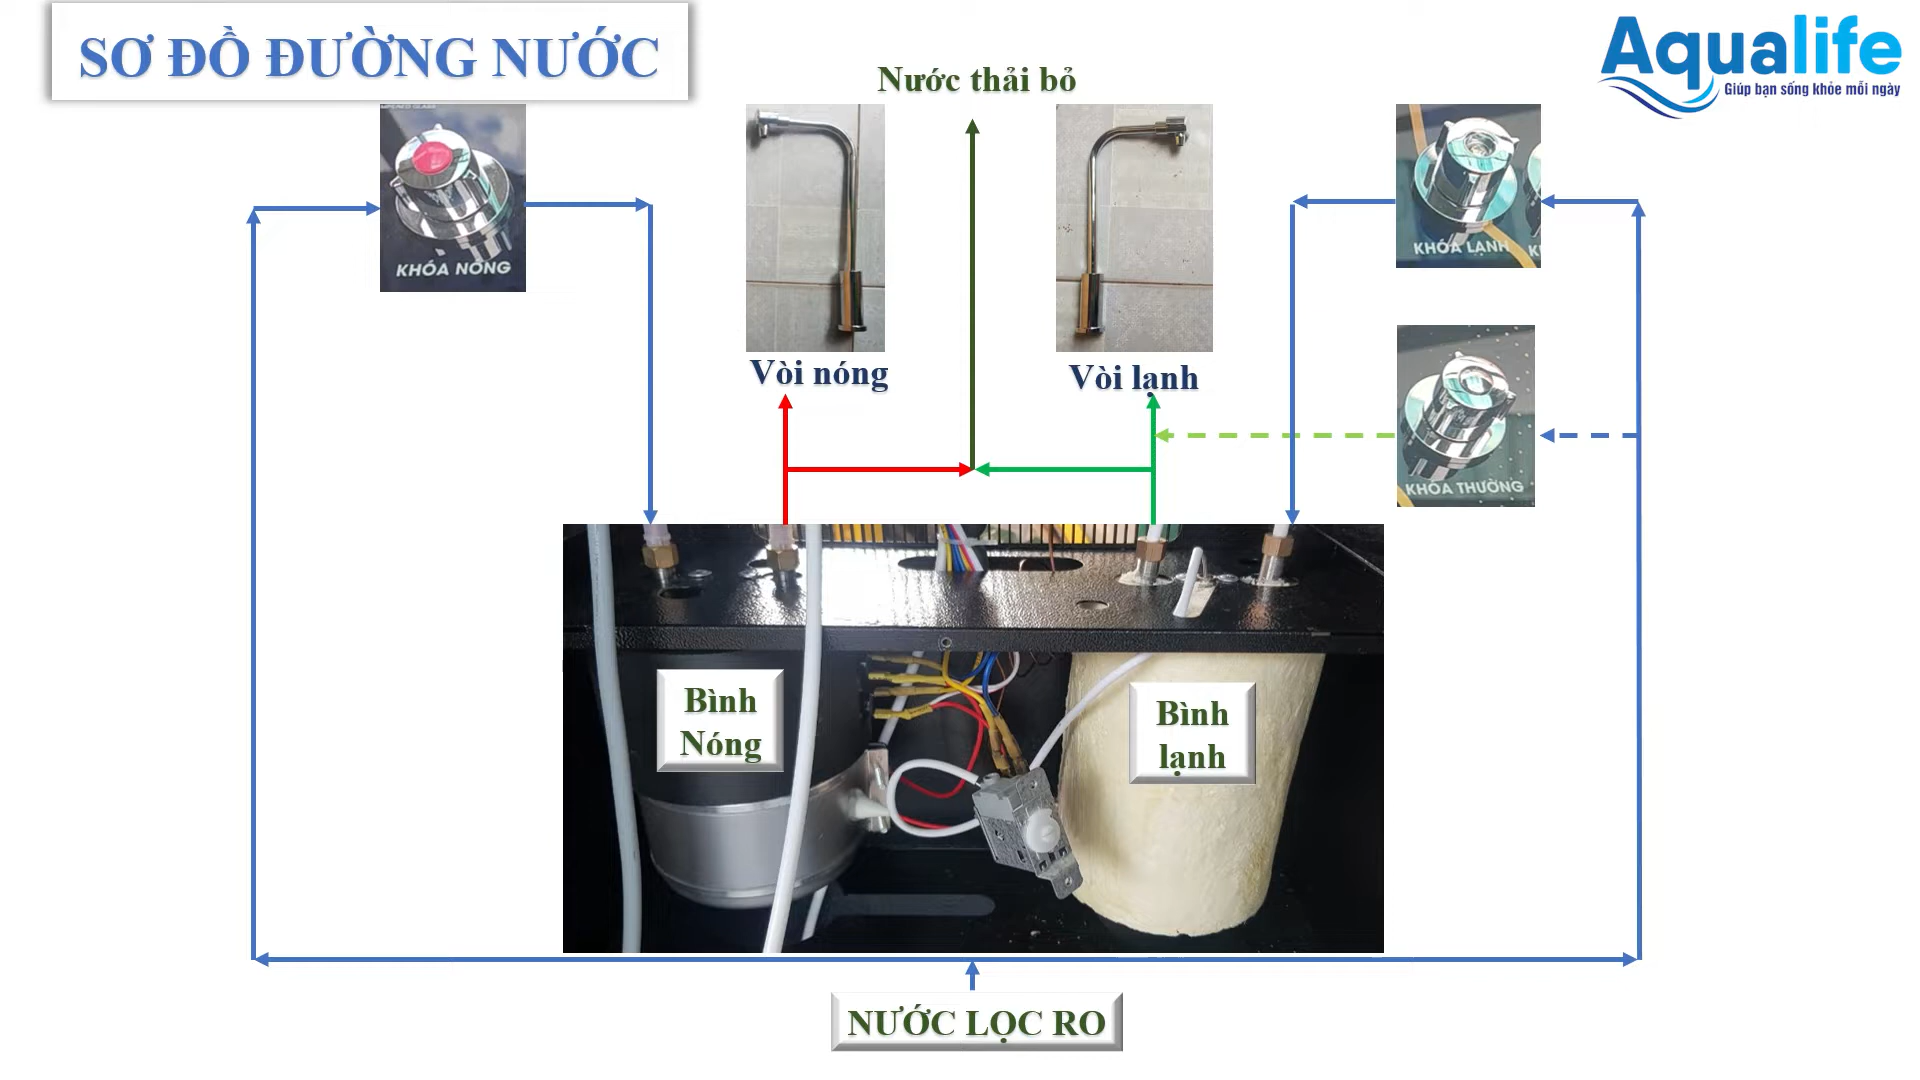 SƠ ĐỒ ĐƯỜNG NƯỚC
Aqualife
Giúp bạn sống khỏe mỗi ngày
Nước thải bỏ
KHÓA NÓNG
KHÓA LẠNH
Vòi nóng
Vòi lạnh
KHÓA THƯỜNG
Bình
Nóng
Bình
lạnh
NƯỚC LỌC RO